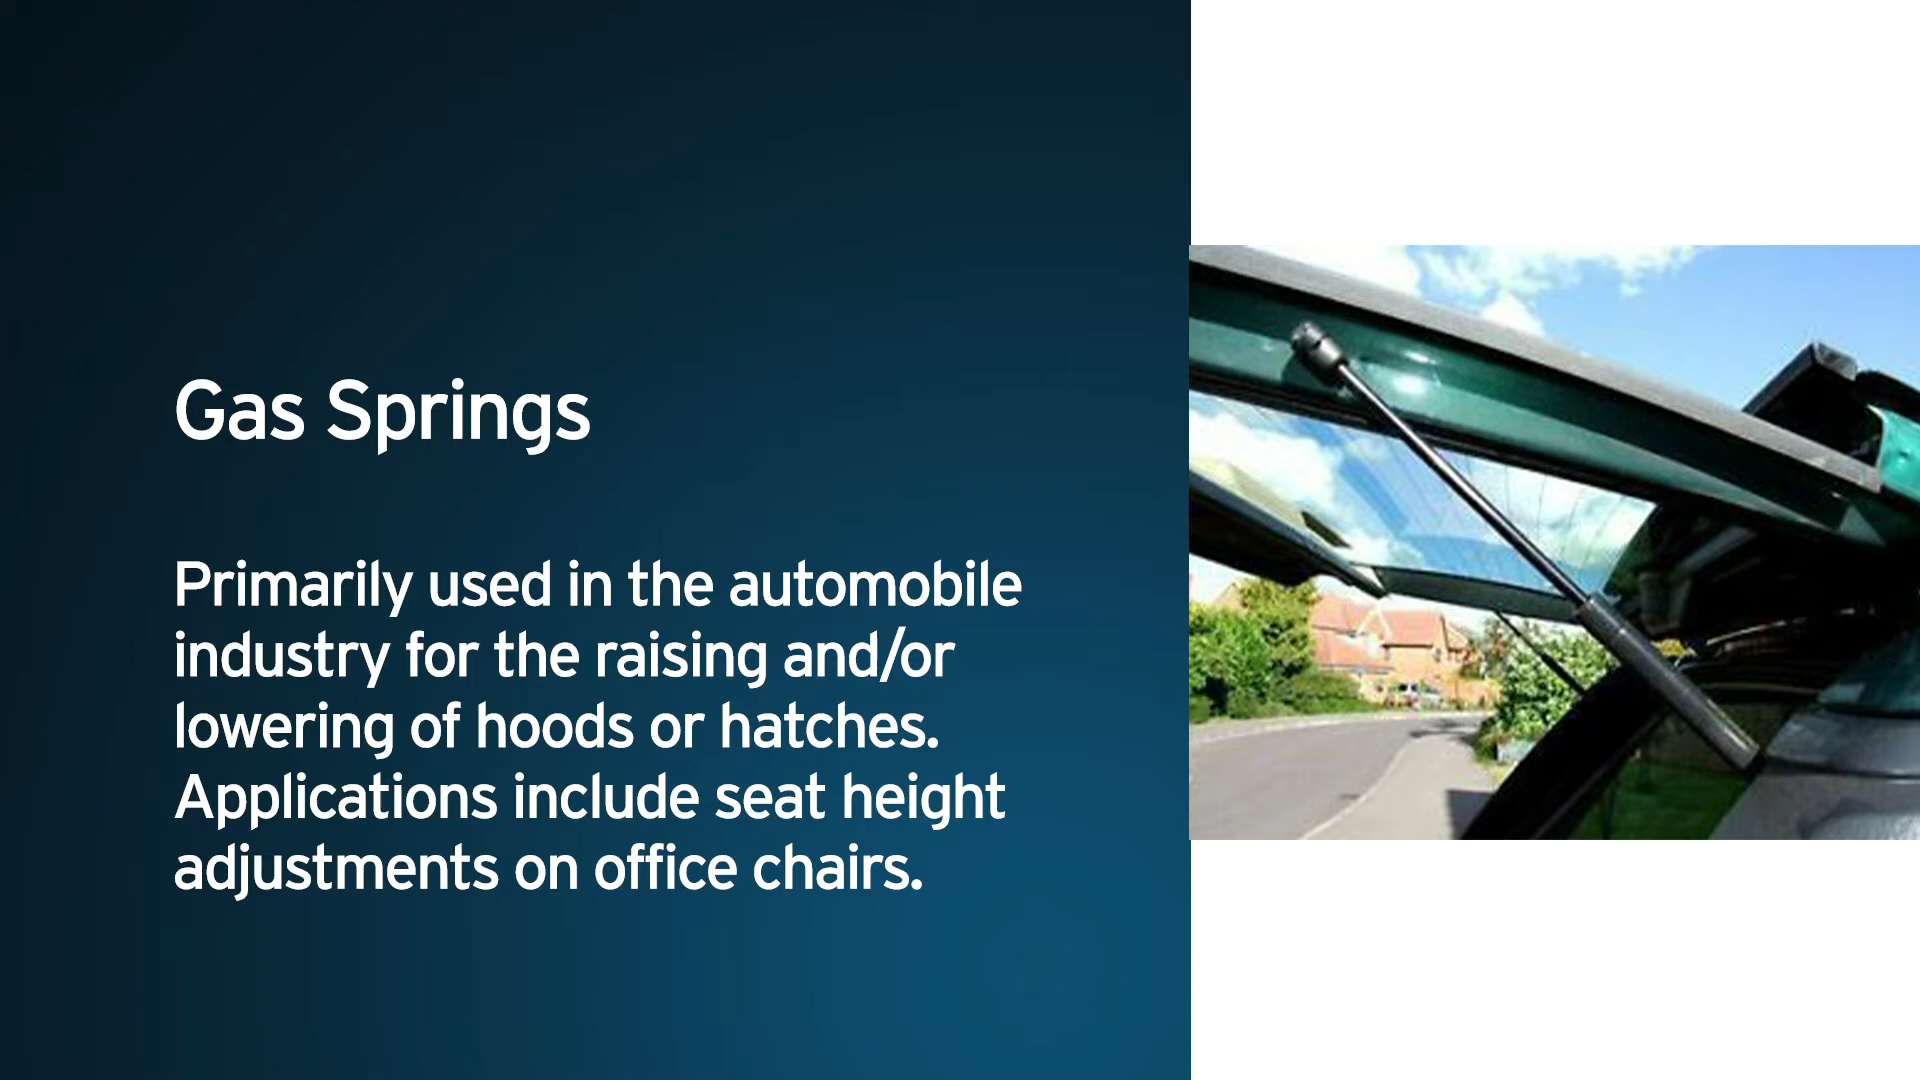 Gas Springs
Primarily used in the automobile
industry for the raising and/or
lowering of hoods or hatches.
Applications include seat height
adjustments on office chairs.